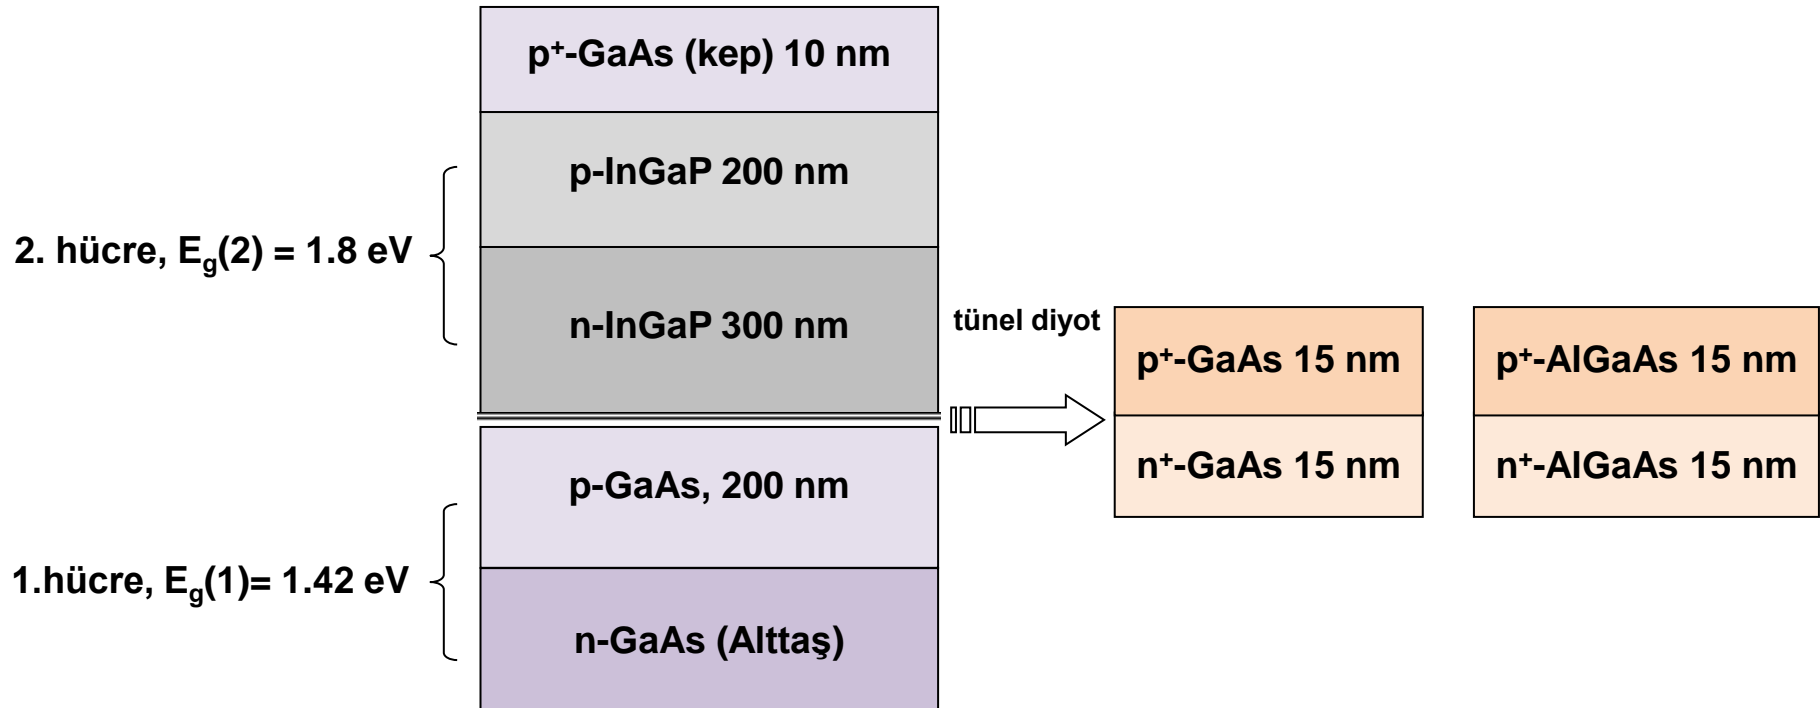 p⁺-GaAs (kep) 10 nm
p-InGaP 200 nm
2. hücre, E_g(2) = 1.8 eV
n-InGaP 300 nm
tünel diyot
p⁺-GaAs 15 nm
p⁺-AlGaAs 15 nm
n⁺-GaAs 15 nm
n⁺-AlGaAs 15 nm
p-GaAs, 200 nm
1.hücre, E_g(1)= 1.42 eV
n-GaAs (Alttaş)